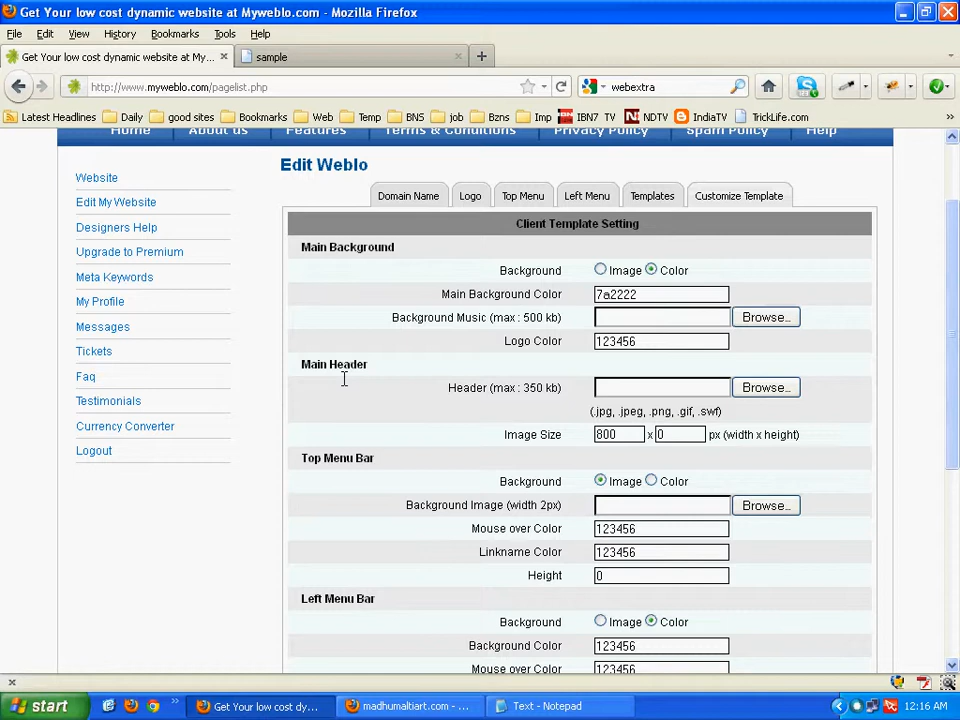 Get Your low cost dynamic website at Myweblo.com - Mozilla Firefox
File Edit View History Bookmarks Tools Help
Get Your low cost dynamic website at My... × sample × +
http://www.myweblo.com/pagelist.php webextra
Latest Headlines Daily good sites Bookmarks Web Temp BNS job Bzns Imp IBN7 TV NDTV IndiaTV TrickLife.com »
Home About us Features Terms & Conditions Privacy Policy Spam Policy Help
Edit Weblo
Website
Edit My Website
Designers Help
Upgrade to Premium
Meta Keywords
My Profile
Messages
Tickets
Faq
Testimonials
Currency Converter
Logout
Domain Name Logo Top Menu Left Menu Templates Customize Template
Client Template Setting
Main Background
Background Image Color
Main Background Color 7a2222
Background Music (max : 500 kb) Browse...
Logo Color 123456
Main Header
Header (max : 350 kb) Browse...
(.jpg, .jpeg, .png, .gif, .swf)
Image Size 800 x 0 px (width x height)
Top Menu Bar
Background Image Color
Background Image (width 2px) Browse...
Mouse over Color 123456
Linkname Color 123456
Height 0
Left Menu Bar
Background Image Color
Background Color 123456
Mouse over Color 123456
×
start » Get Your low cost dy... madhumaltiart.com - ... Text - Notepad 12:16 AM